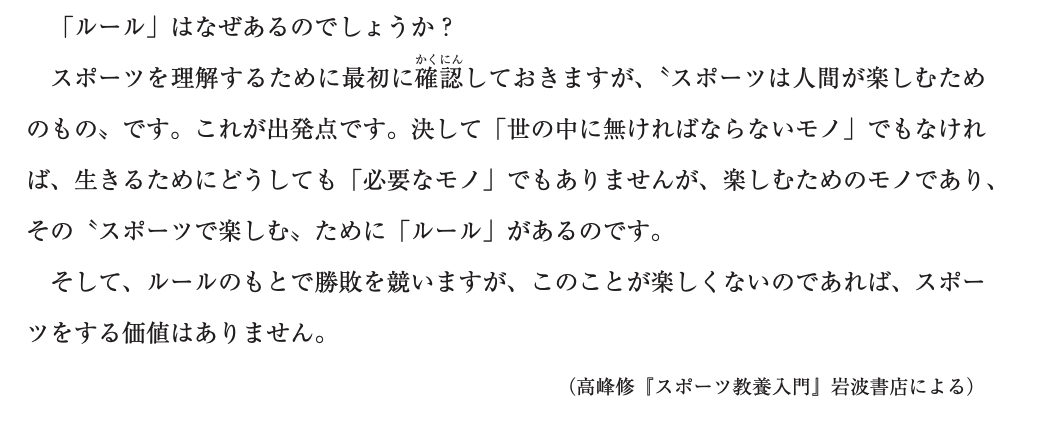 「ルール」はなぜあるのでしょうか？
かくにん
スポーツを理解するために最初に確認しておきますが、〝スポーツは人間が楽しむため
のもの〟です。これが出発点です。決して「世の中に無ければならないモノ」でもなけれ
ば、生きるためにどうしても「必要なモノ」でもありませんが、楽しむためのモノであり、
その〝スポーツで楽しむ〟ために「ルール」があるのです。
そして、ルールのもとで勝敗を競いますが、このことが楽しくないのであれば、スポー
ツをする価値はありません。
（高峰修『スポーツ教養入門』岩波書店による）